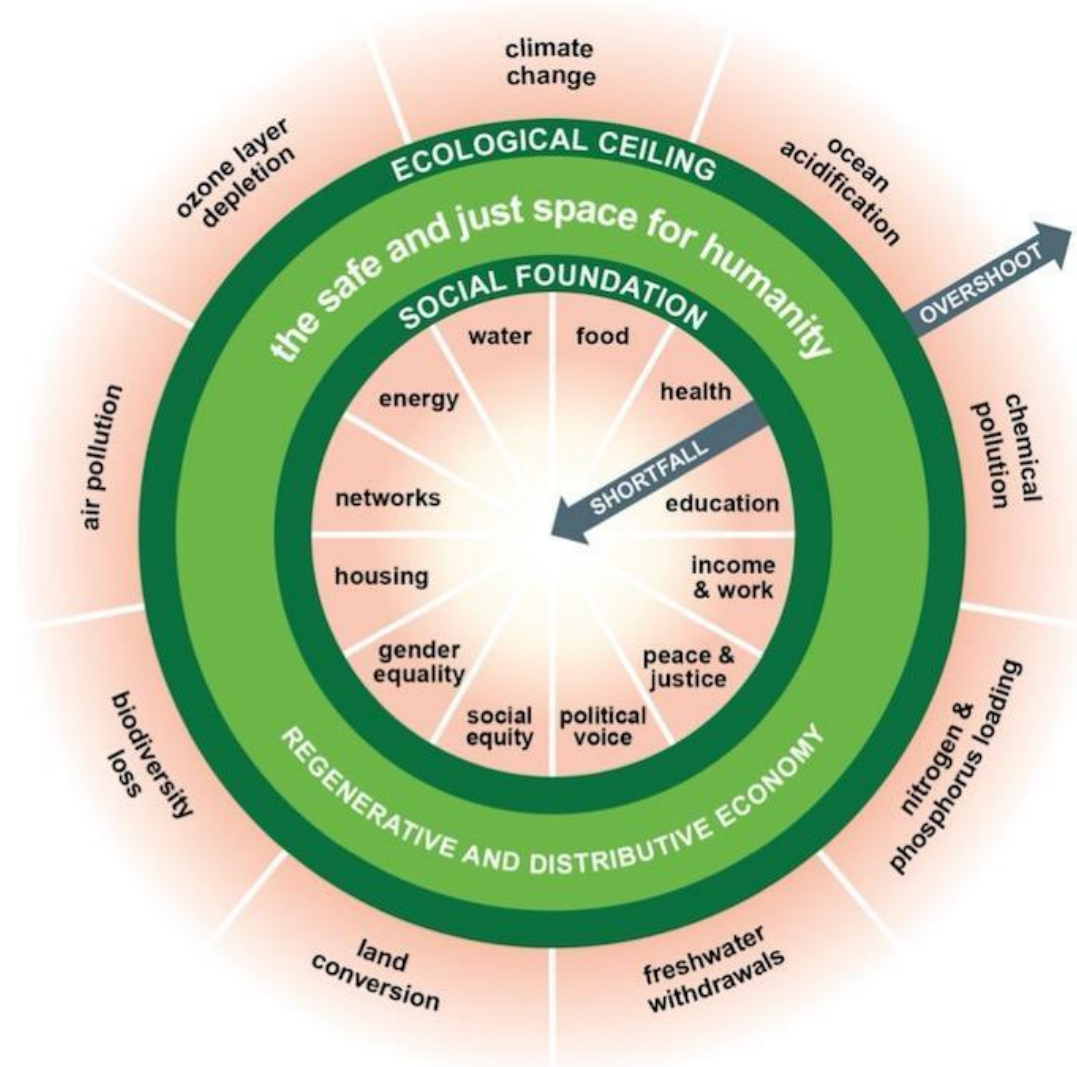 climate
change
ocean
acidification
OVERSHOOT
chemical
pollution
nitrogen &
phosphorus loading
freshwater
withdrawals
land
conversion
biodiversity
loss
air pollution
ozone layer
depletion
ECOLOGICAL CEILING
the safe and just space for humanity
SOCIAL FOUNDATION
water
food
health
SHORTFALL
education
income
& work
peace &
justice
political
voice
social
equity
gender
equality
housing
networks
energy
REGENERATIVE AND DISTRIBUTIVE ECONOMY